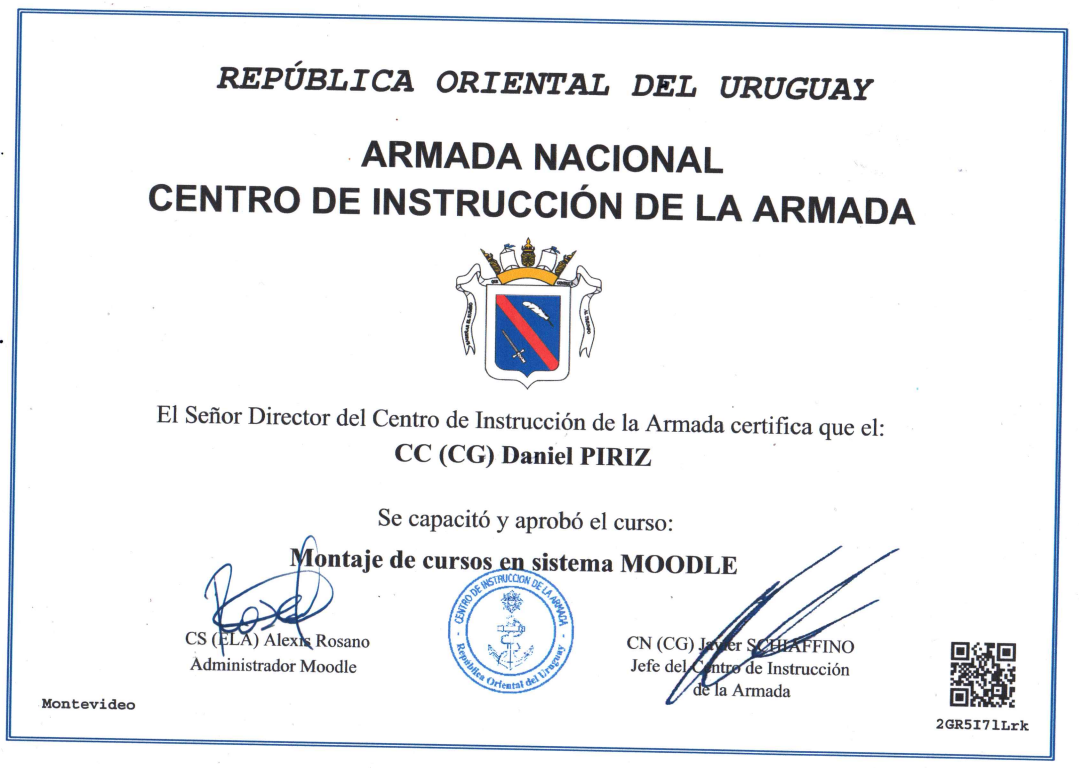 REPÚBLICA ORIENTAL DEL URUGUAY
ARMADA NACIONAL
CENTRO DE INSTRUCCIÓN DE LA ARMADA
El Señor Director del Centro de Instrucción de la Armada certifica que el:
CC (CG) Daniel PIRIZ
Se capacitó y aprobó el curso:
Montaje de cursos en sistema MOODLE
CS (ELA) Alexis Rosano
Administrador Moodle
- CENTRO DE INSTRUCCION DE LA ARMADA -
República Oriental del Uruguay
CN (CG) Javier SCHIAFFINO
Jefe del Centro de Instrucción
de la Armada
Montevideo
2GR5I7lLrk